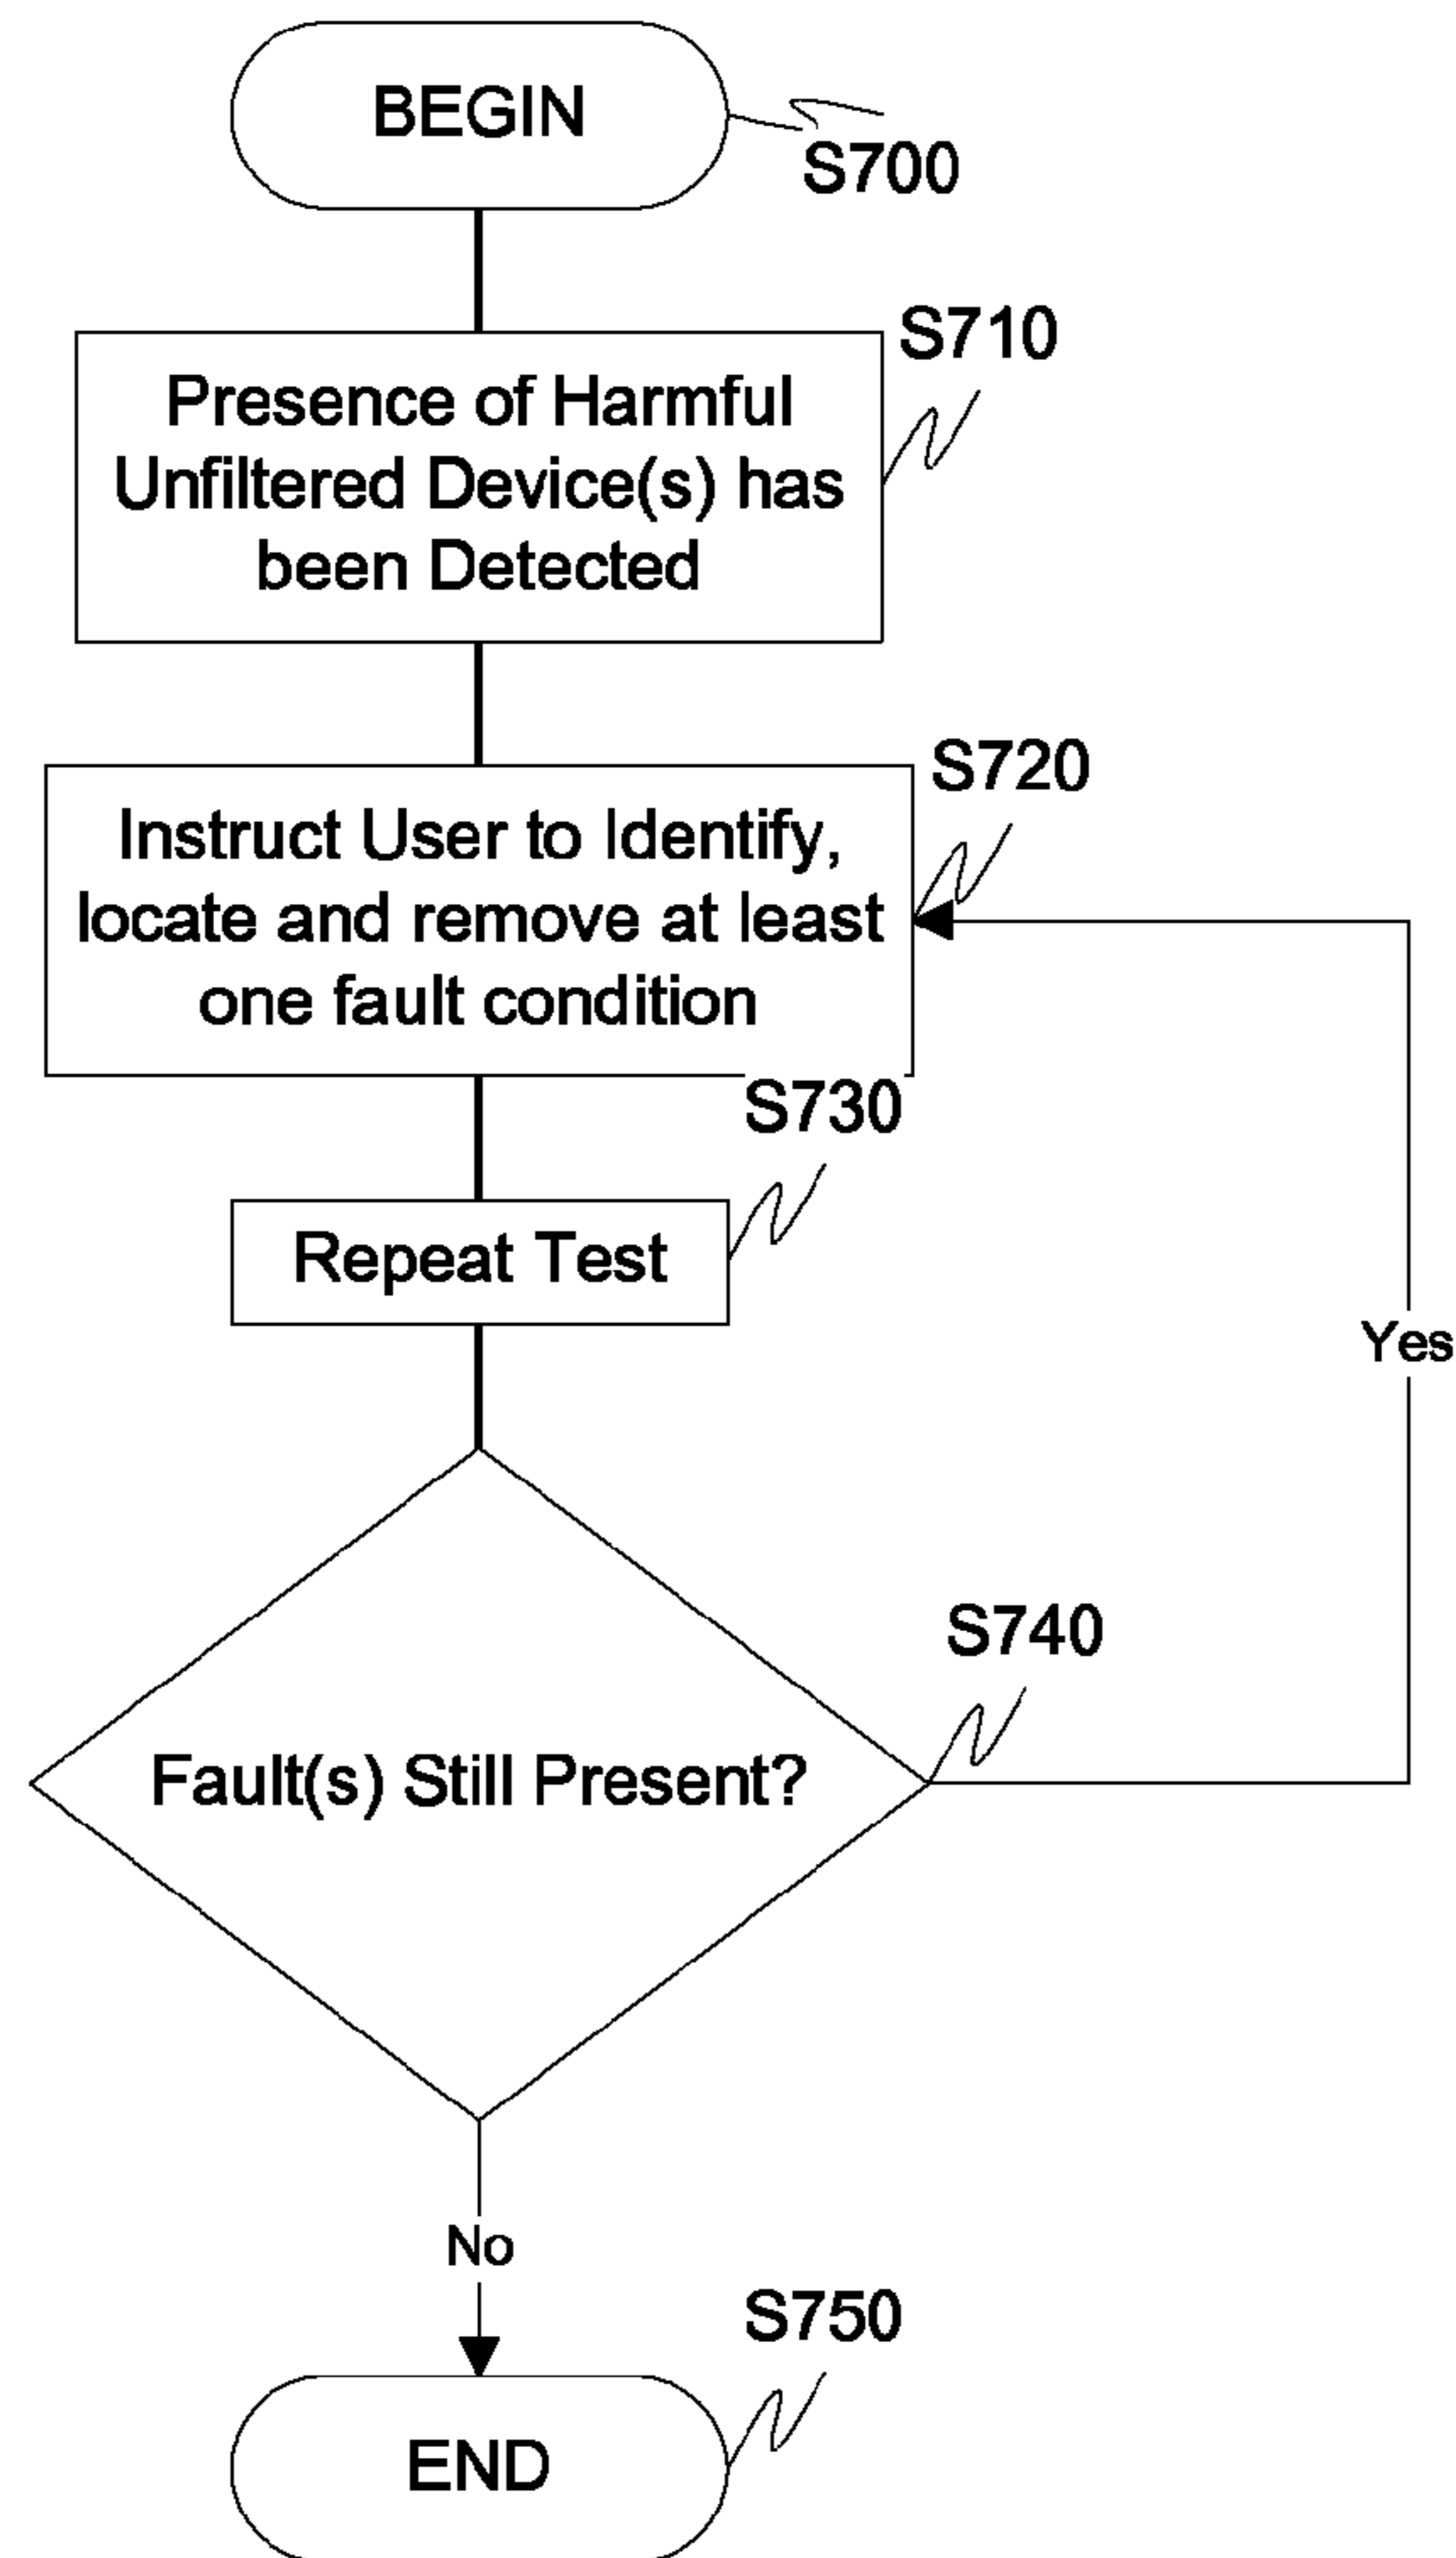 BEGIN
S700
S710
Presence of Harmful
Unfiltered Device(s) has
been Detected
S720
Instruct User to Identify,
locate and remove at least
one fault condition
S730
Repeat Test
Yes
S740
Fault(s) Still Present?
No
S750
END